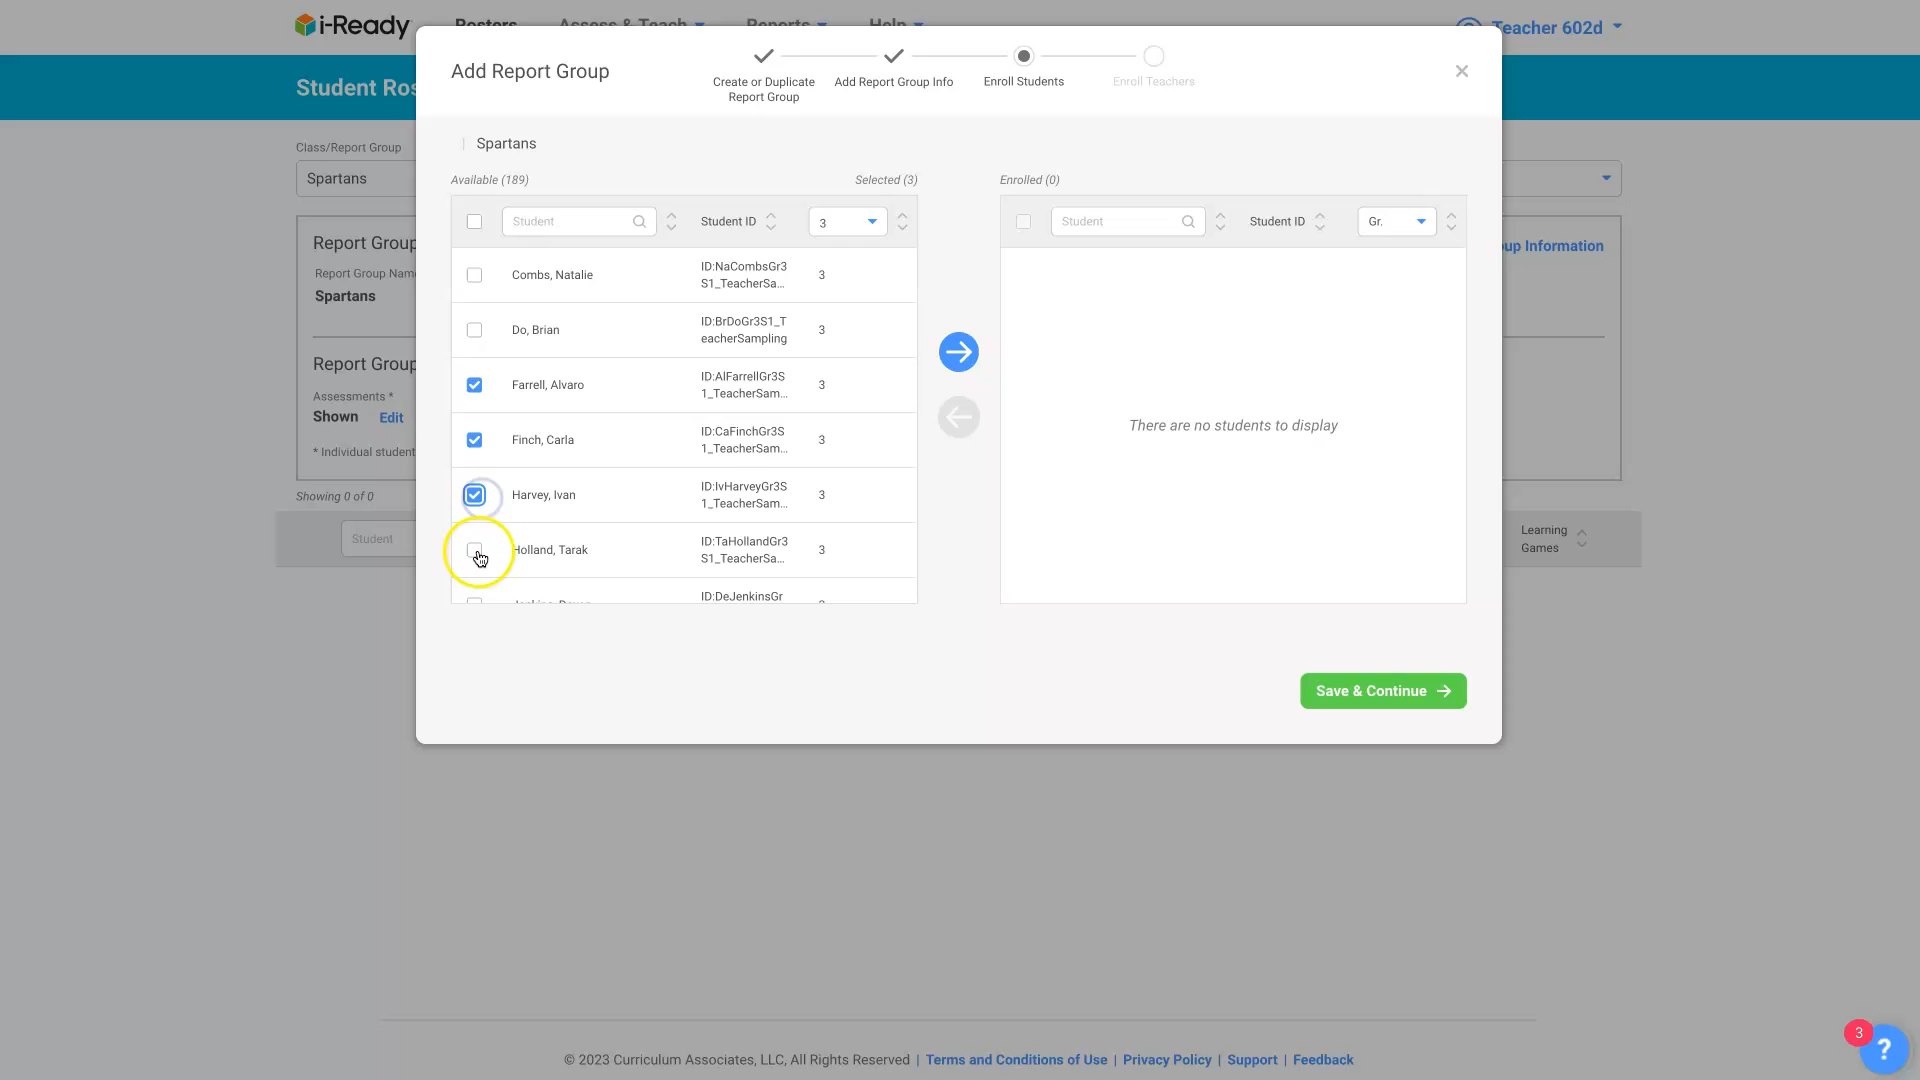 i-Ready
Rosters Assess & Teach Reports Help
Teacher 602d
Student Ros
Class/Report Group
Spartans
Report Group
Report Group Nam
Spartans
Report Group
Assessments *
Shown Edit
* Individual student
Showing 0 of 0
Student
up Information
Learning
Games
Add Report Group
Create or Duplicate
Report Group
Add Report Group Info
Enroll Students
Enroll Teachers
Spartans
Available (189) Selected (3)
Student Student ID 3
Combs, Natalie ID:NaCombsGr3 3
S1_TeacherSa...
Do, Brian ID:BrDoGr3S1_T 3
eacherSampling
Farrell, Alvaro ID:AlFarrellGr3S 3
1_TeacherSam...
Finch, Carla ID:CaFinchGr3S 3
1_TeacherSam...
Harvey, Ivan ID:IvHarveyGr3S 3
1_TeacherSam...
Holland, Tarak ID:TaHollandGr3 3
S1_TeacherSa...
ID:DeJenkinsGr
Enrolled (0)
Student Student ID Gr.
There are no students to display
Save & Continue
© 2023 Curriculum Associates, LLC, All Rights Reserved | Terms and Conditions of Use | Privacy Policy | Support | Feedback
3
?